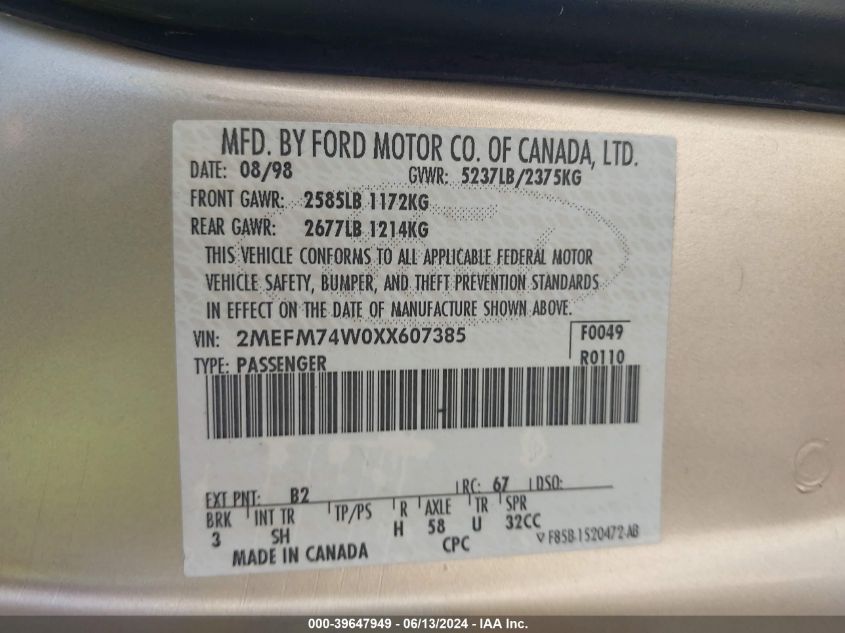 MFD. BY FORD MOTOR CO. OF CANADA, LTD.
DATE: 08/98 GVWR: 5237LB/2375KG
FRONT GAWR: 2585LB 1172KG
REAR GAWR: 2677LB 1214KG
THIS VEHICLE CONFORMS TO ALL APPLICABLE FEDERAL MOTOR
VEHICLE SAFETY, BUMPER, AND THEFT PREVENTION STANDARDS
IN EFFECT ON THE DATE OF MANUFACTURE SHOWN ABOVE.
VIN: 2MEFM74W0XX607385 F0049
TYPE: PASSENGER R0110
EXT PNT: B2 RC: 67 DSO:
BRK INT TR TP/PS R AXLE TR SPR
3 SH H 58 U 32CC
MADE IN CANADA CPC F85B-1520472-AB
000-39647949 - 06/13/2024 - IAA Inc.